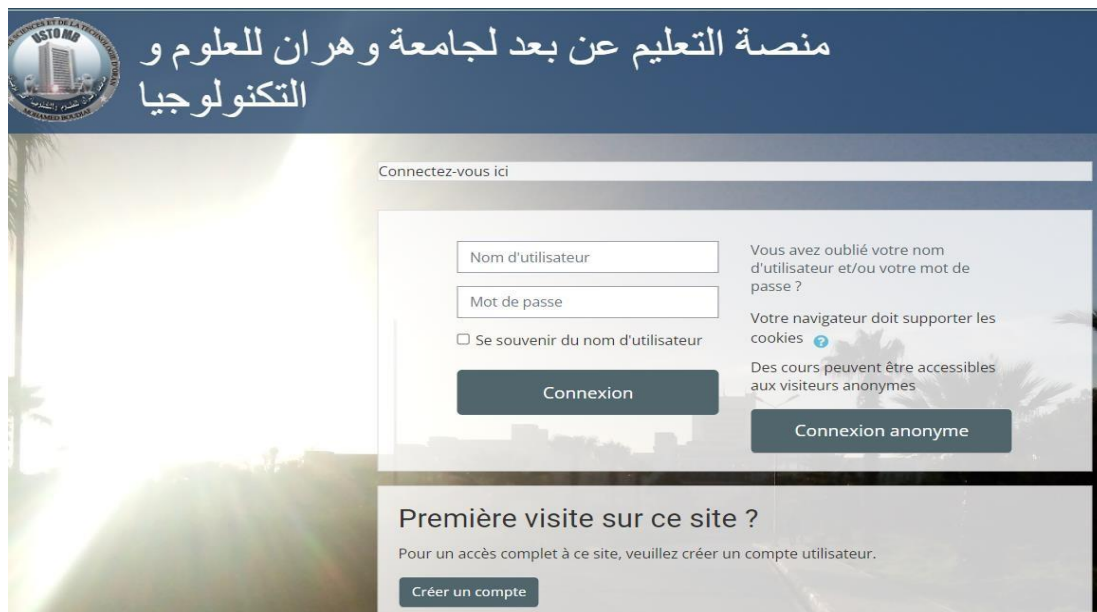 USTOMB
MOHAMED BOUDIAF
منصة التعليم عن بعد لجامعة وهران للعلوم و
التكنولوجيا
Connectez-vous ici
Nom d'utilisateur
Mot de passe
Se souvenir du nom d'utilisateur
Connexion
Vous avez oublié votre nom
d'utilisateur et/ou votre mot de
passe ?
Votre navigateur doit supporter les
cookies
Des cours peuvent être accessibles
aux visiteurs anonymes
Connexion anonyme
Première visite sur ce site ?
Pour un accès complet à ce site, veuillez créer un compte utilisateur.
Créer un compte